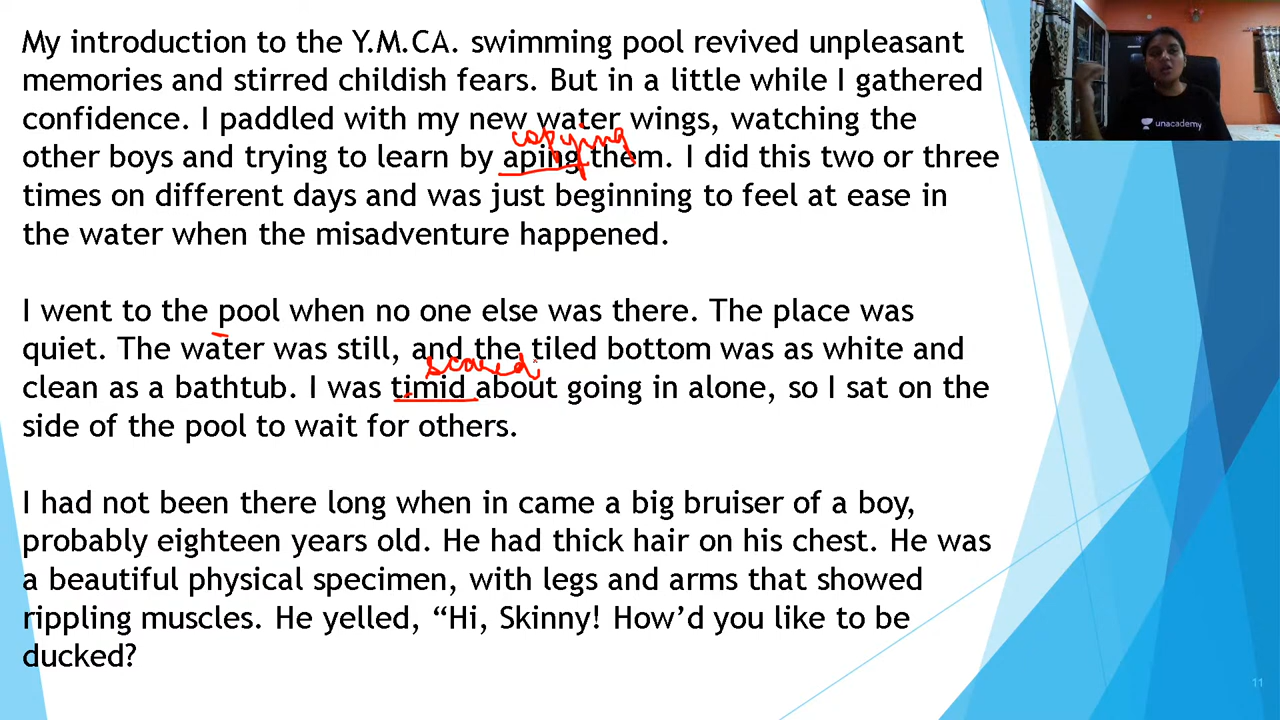 My introduction to the Y.M.CA. swimming pool revived unpleasant
memories and stirred childish fears. But in a little while I gathered
confidence. I paddled with my new water wings, watching the
copying
other boys and trying to learn by aping them. I did this two or three
times on different days and was just beginning to feel at ease in
the water when the misadventure happened.
I went to the pool when no one else was there. The place was
quiet. The water was still, and the tiled bottom was as white and
scared
clean as a bathtub. I was timid about going in alone, so I sat on the
side of the pool to wait for others.
I had not been there long when in came a big bruiser of a boy,
probably eighteen years old. He had thick hair on his chest. He was
a beautiful physical specimen, with legs and arms that showed
rippling muscles. He yelled, “Hi, Skinny! How’d you like to be
ducked?
unacademy
11